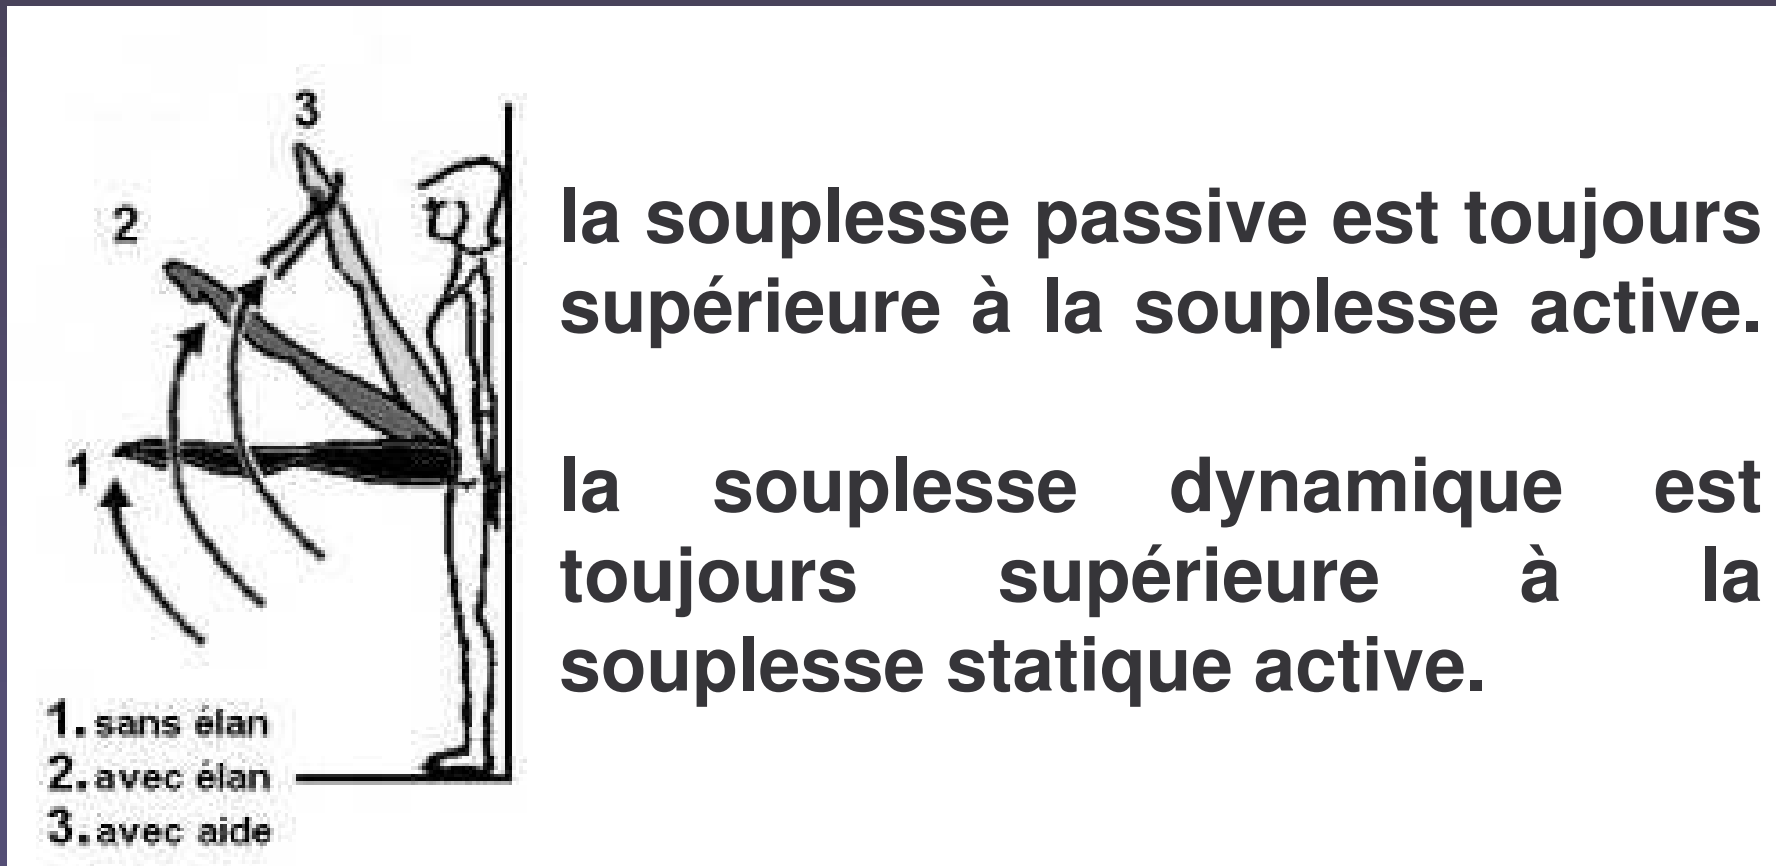 3
2
1
1. sans élan
2. avec élan
3. avec aide
la souplesse passive est toujours
supérieure à la souplesse active.
la souplesse dynamique est
toujours supérieure à la
souplesse statique active.